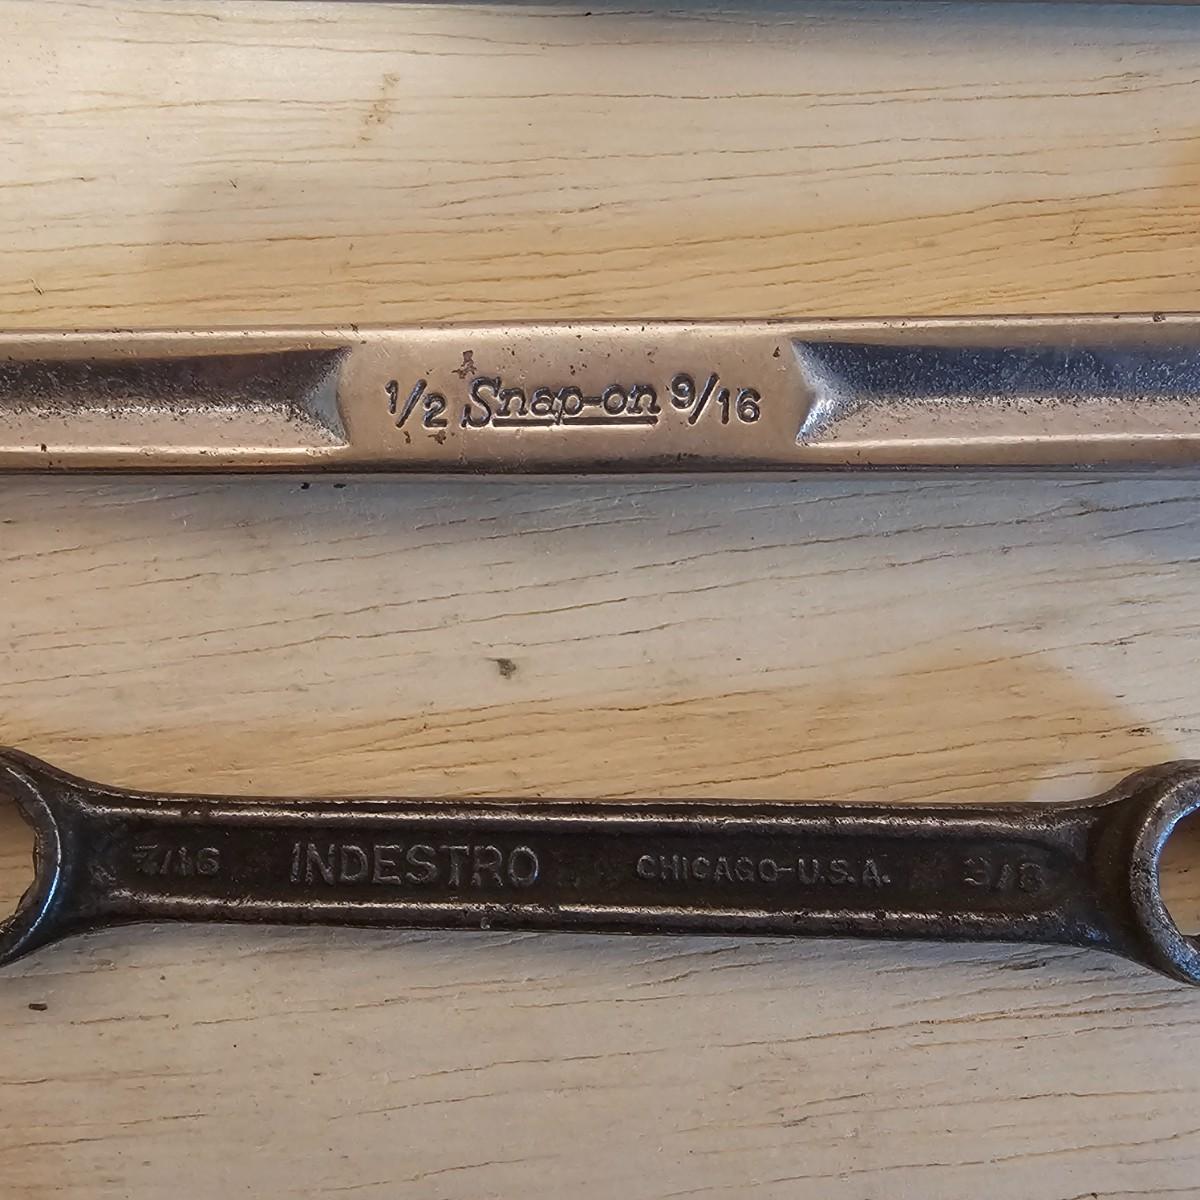 1/2 Snap-on 9/16
7/16 INDESTRO CHICAGO-U.S.A. 3/8